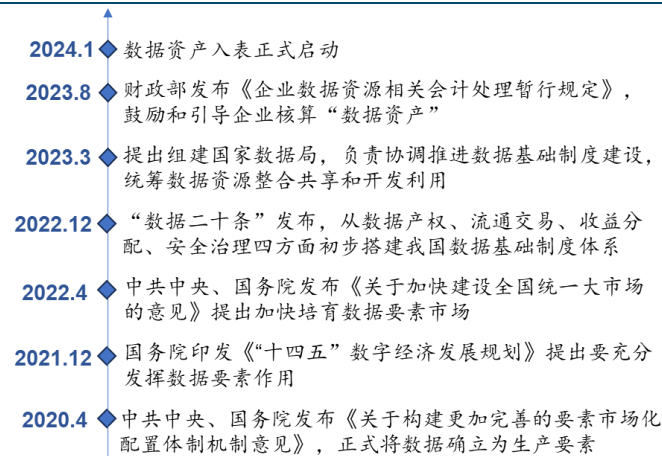 2024.1 数据资产入表正式启动
2023.8 财政部发布《企业数据资源相关会计处理暂行规定》，
鼓励和引导企业核算“数据资产”
2023.3 提出组建国家数据局，负责协调推进数据基础制度建设，
统筹数据资源整合共享和开发利用
2022.12 “数据二十条”发布，从数据产权、流通交易、收益分
配、安全治理四方面初步搭建我国数据基础制度体系
2022.4 中共中央、国务院发布《关于加快建设全国统一大市场
的意见》提出加快培育数据要素市场
2021.12 国务院印发《“十四五”数字经济发展规划》提出要充分
发挥数据要素作用
2020.4 中共中央、国务院发布《关于构建更加完善的要素市场化
配置体制机制意见》，正式将数据确立为生产要素